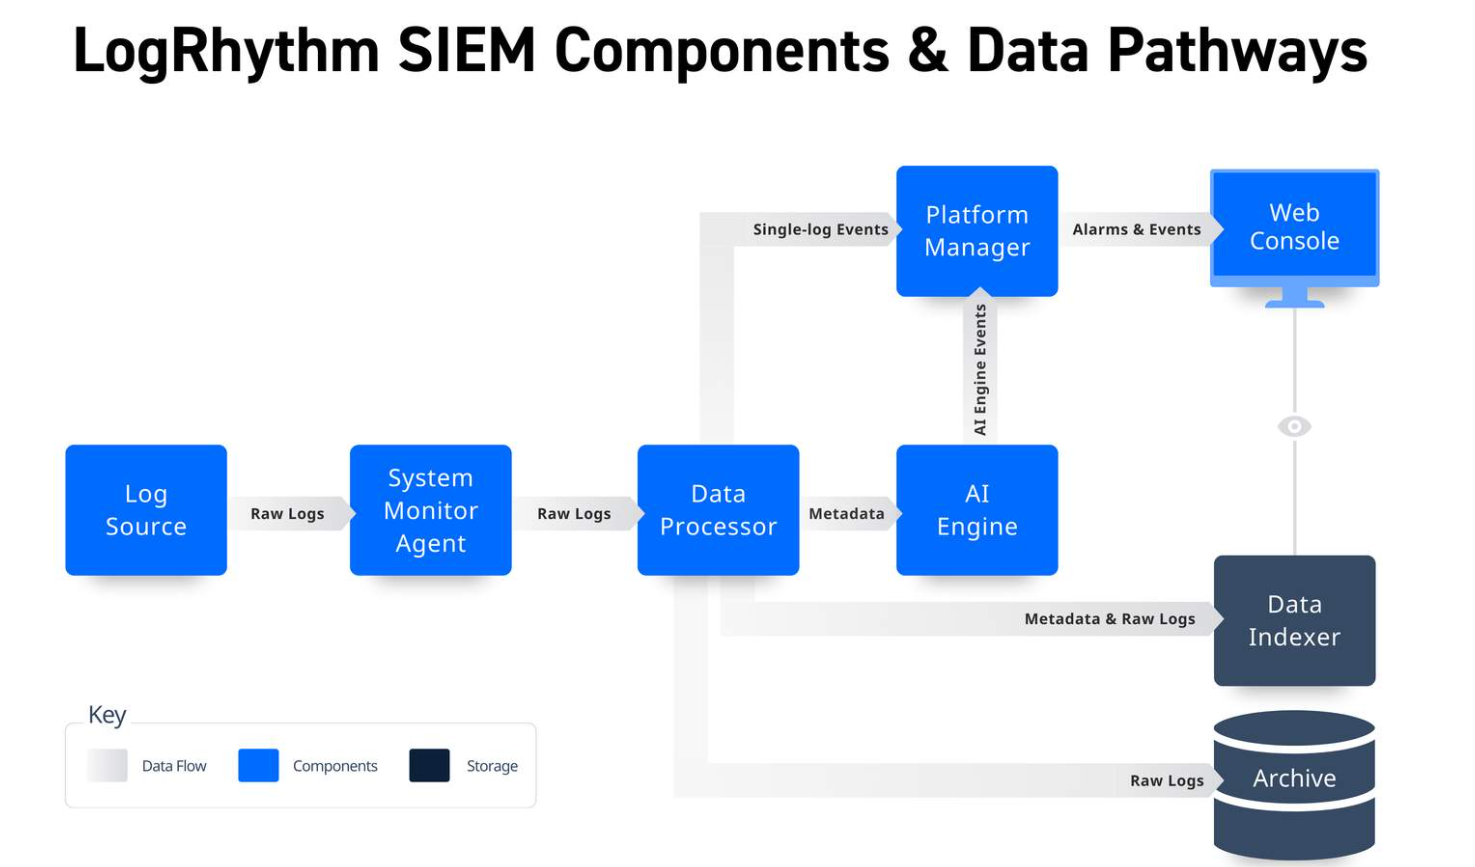 LogRhythm SIEM Components & Data Pathways
Single-log Events
Platform
Manager
Alarms & Events
Web
Console
AI Engine Events
Log
Source
Raw Logs
System
Monitor
Agent
Raw Logs
Data
Processor
Metadata
AI
Engine
Metadata & Raw Logs
Data
Indexer
Raw Logs
Archive
Key
Data Flow
Components
Storage